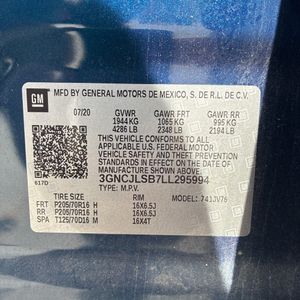 GM
MFD BY GENERAL MOTORS DE MEXICO, S. DE R.L. DE C.V.
07/20 GVWR GAWR FRT GAWR RR
1944 KG 1065 KG 995 KG
4286 LB 2348 LB 2194 LB
THIS VEHICLE CONFORMS TO ALL
APPLICABLE U.S. FEDERAL MOTOR
VEHICLE SAFETY, BUMPER, AND THEFT
PREVENTION STANDARDS IN EFFECT ON
THE DATE OF MANUFACTURE SHOWN ABOVE.
3GNCJLSB7LL295994
617D TYPE: M.P.V.
TIRE SIZE RIM MODEL: 741JV76
FRT P205/70R16 H 16X6.5J
RR P205/70R16 H 16X6.5J
SPA T125/70D16 M 16X4T